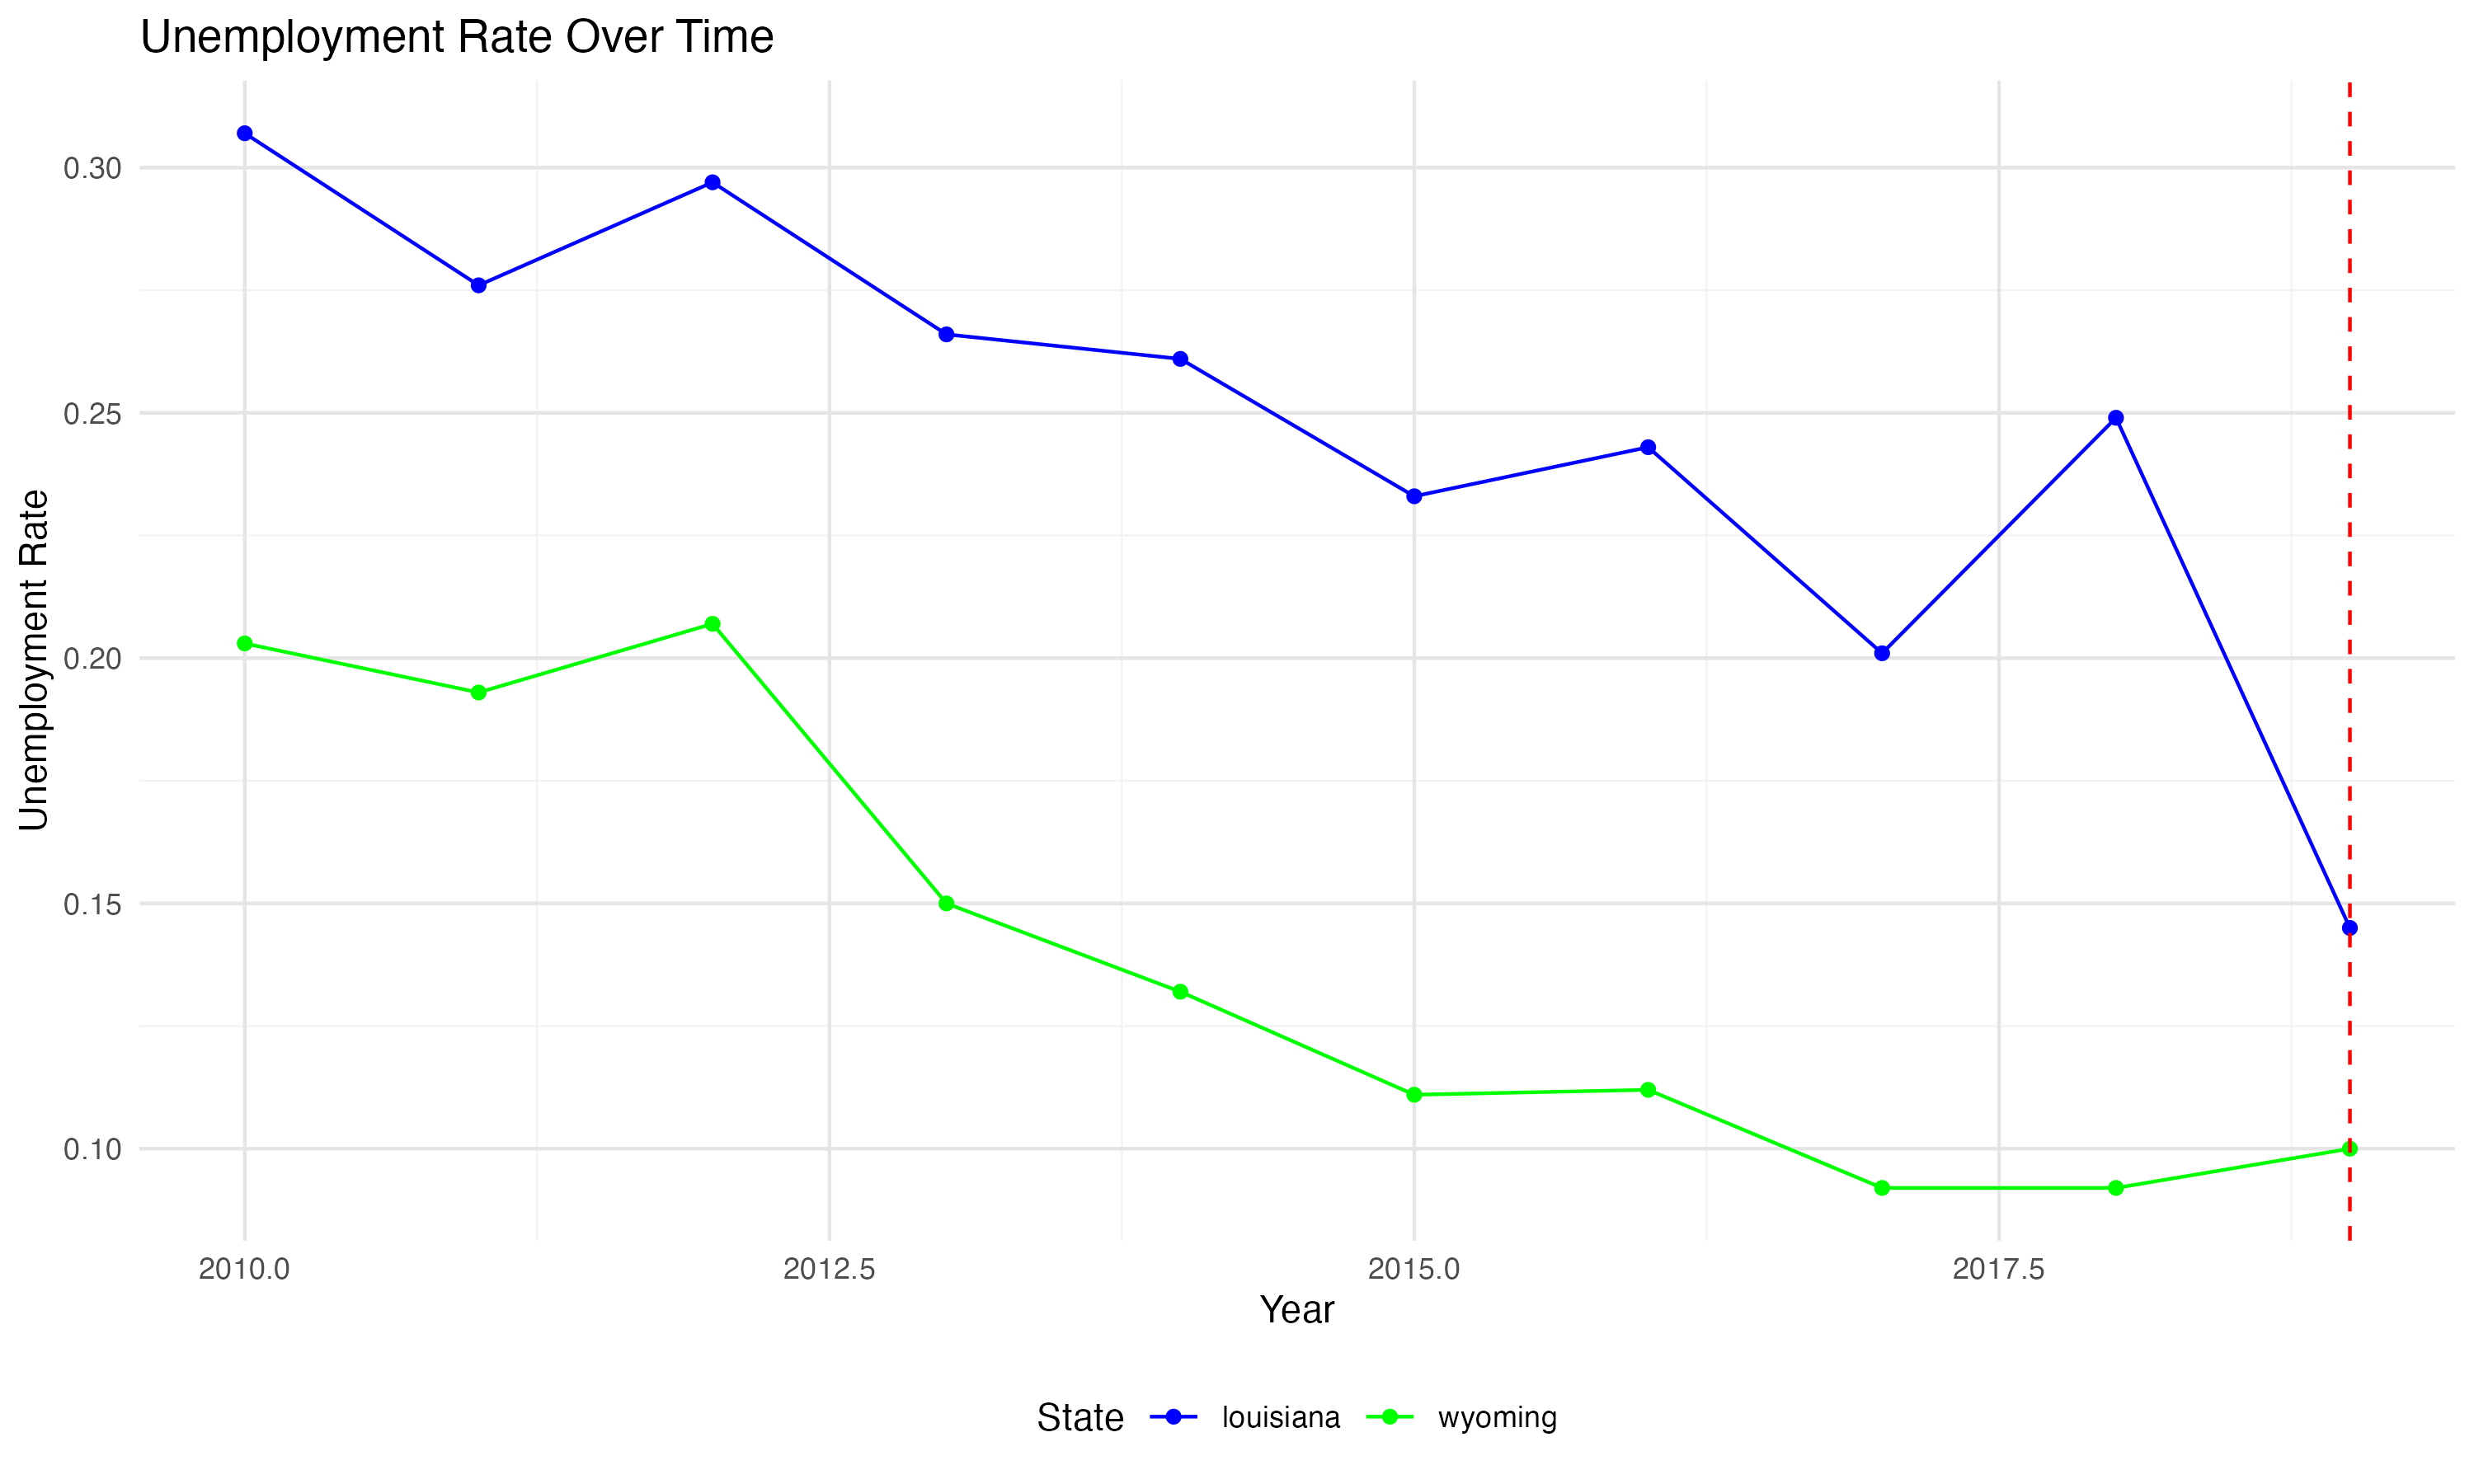 Unemployment Rate Over Time
Unemployment Rate
0.30
0.25
0.20
0.15
0.10
2010.0 2012.5 2015.0 2017.5
Year
State louisiana wyoming